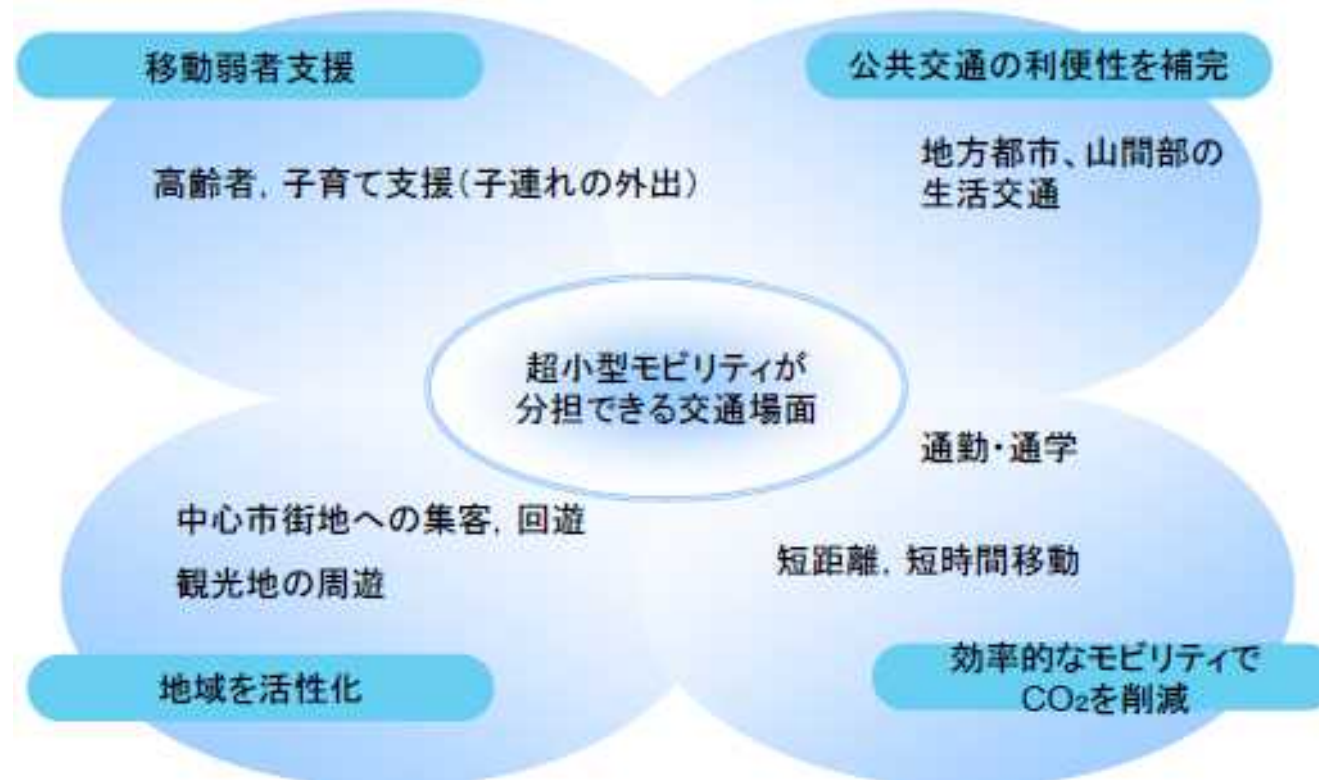 移動弱者支援
公共交通の利便性を補完
高齢者，子育て支援（子連れの外出）
地方都市、山間部の
生活交通
超小型モビリティが
分担できる交通場面
通勤・通学
中心市街地への集客，回遊
観光地の周遊
短距離，短時間移動
地域を活性化
効率的なモビリティで
CO₂を削減